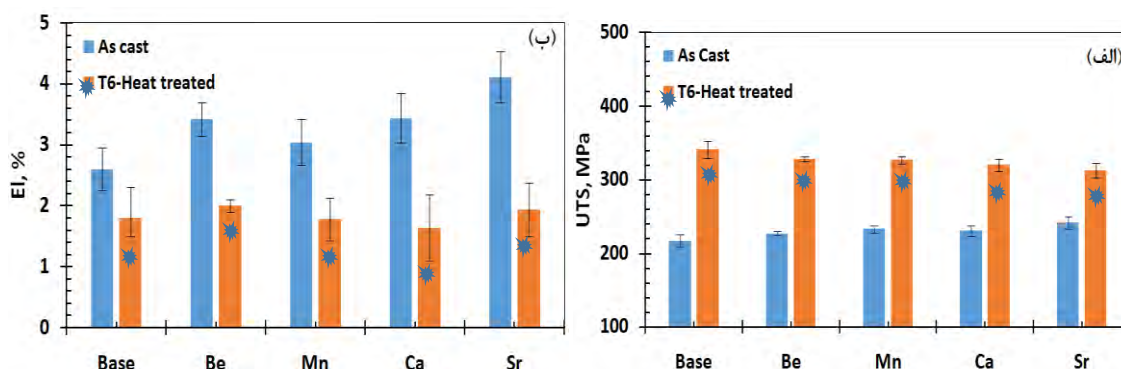 5
4
3
2
1
0
El, %
(ب)
As cast
T6-Heat treated
Base
Be
Mn
Ca
Sr
500
400
300
200
100
UTS, MPa
(الف)
As Cast
T6-Heat treated
Base
Be
Mn
Ca
Sr